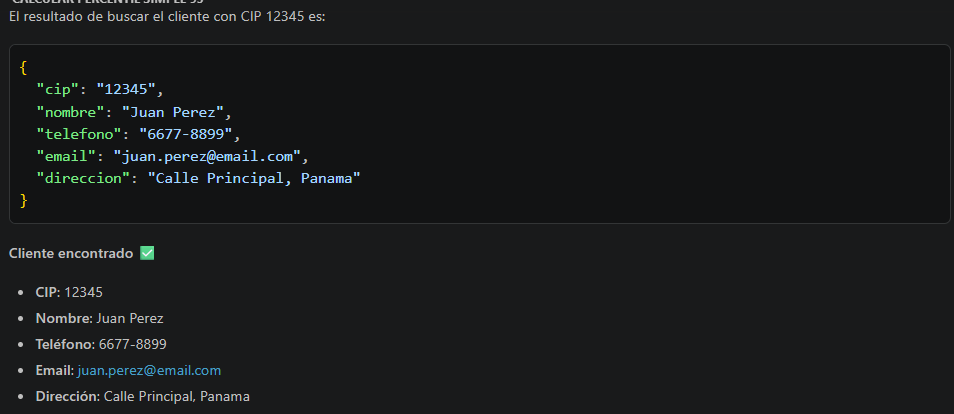 El resultado de buscar el cliente con CIP 12345 es:
{
"cip": "12345",
"nombre": "Juan Perez",
"telefono": "6677-8899",
"email": "juan.perez@email.com",
"direccion": "Calle Principal, Panama"
}
Cliente encontrado ✅
• CIP: 12345
• Nombre: Juan Perez
• Teléfono: 6677-8899
• Email: juan.perez@email.com
• Dirección: Calle Principal, Panama